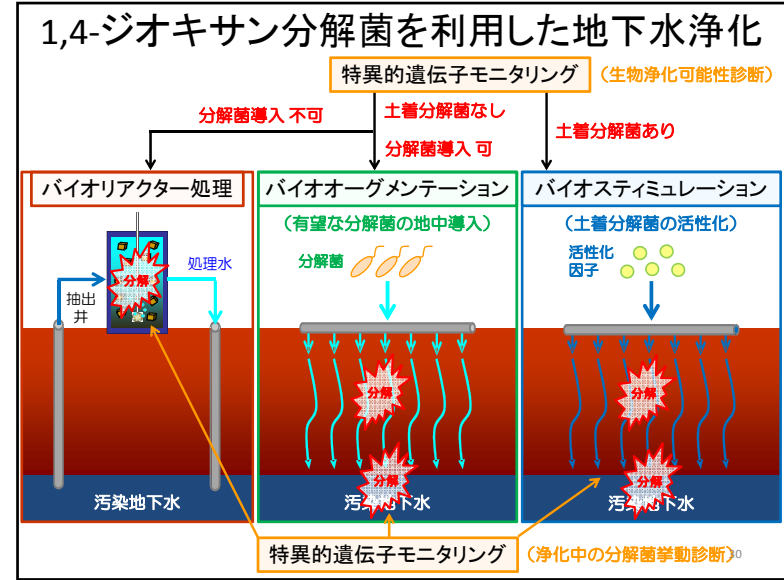 1,4-ジオキサン分解菌を利用した地下水浄化
特異的遺伝子モニタリング
(生物浄化可能性診断)
分解菌導入 不可
土着分解菌なし
分解菌導入 可
土着分解菌あり
バイオリアクター処理
分解
処理水
抽出
井
汚染地下水
バイオオーグメンテーション
(有望な分解菌の地中導入)
分解菌
分解
分解
汚染地下水
バイオスティミュレーション
(土着分解菌の活性化)
活性化
因子
分解
分解
汚染地下水
特異的遺伝子モニタリング
(浄化中の分解菌挙動診断)
30